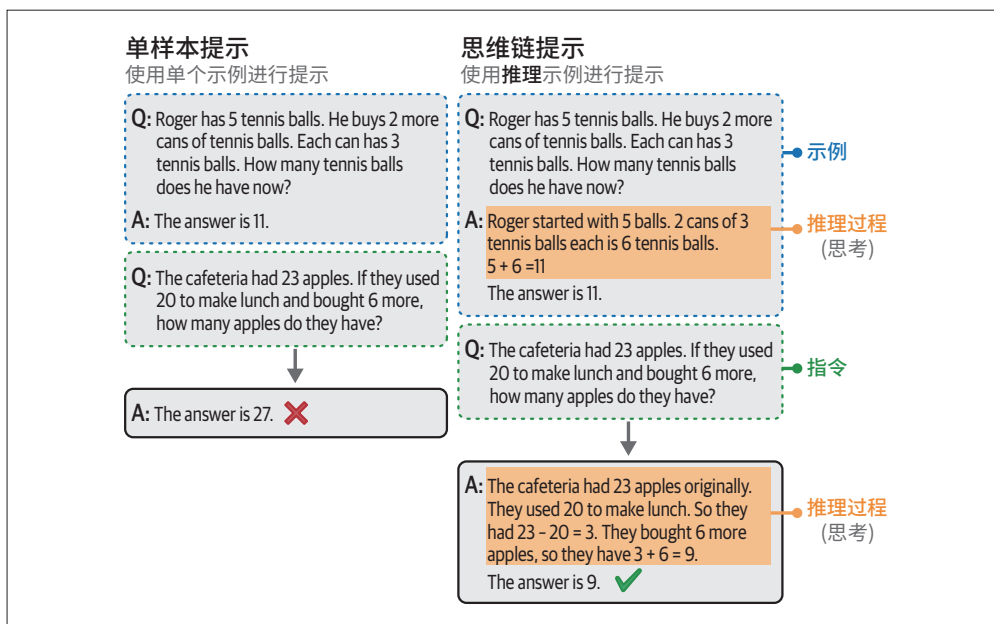 单样本提示
使用单个示例进行提示
Q: Roger has 5 tennis balls. He buys 2 more
cans of tennis balls. Each can has 3
tennis balls. How many tennis balls
does he have now?
A: The answer is 11.
Q: The cafeteria had 23 apples. If they used
20 to make lunch and bought 6 more,
how many apples do they have?
A: The answer is 27.
思维链提示
使用推理示例进行提示
Q: Roger has 5 tennis balls. He buys 2 more
cans of tennis balls. Each can has 3
tennis balls. How many tennis balls
does he have now?
示例
A: Roger started with 5 balls. 2 cans of 3
tennis balls each is 6 tennis balls.
5 + 6 =11
The answer is 11.
推理过程
(思考)
Q: The cafeteria had 23 apples. If they used
20 to make lunch and bought 6 more,
how many apples do they have?
指令
A: The cafeteria had 23 apples originally.
They used 20 to make lunch. So they
had 23 – 20 = 3. They bought 6 more
apples, so they have 3 + 6 = 9.
The answer is 9.
推理过程
(思考)